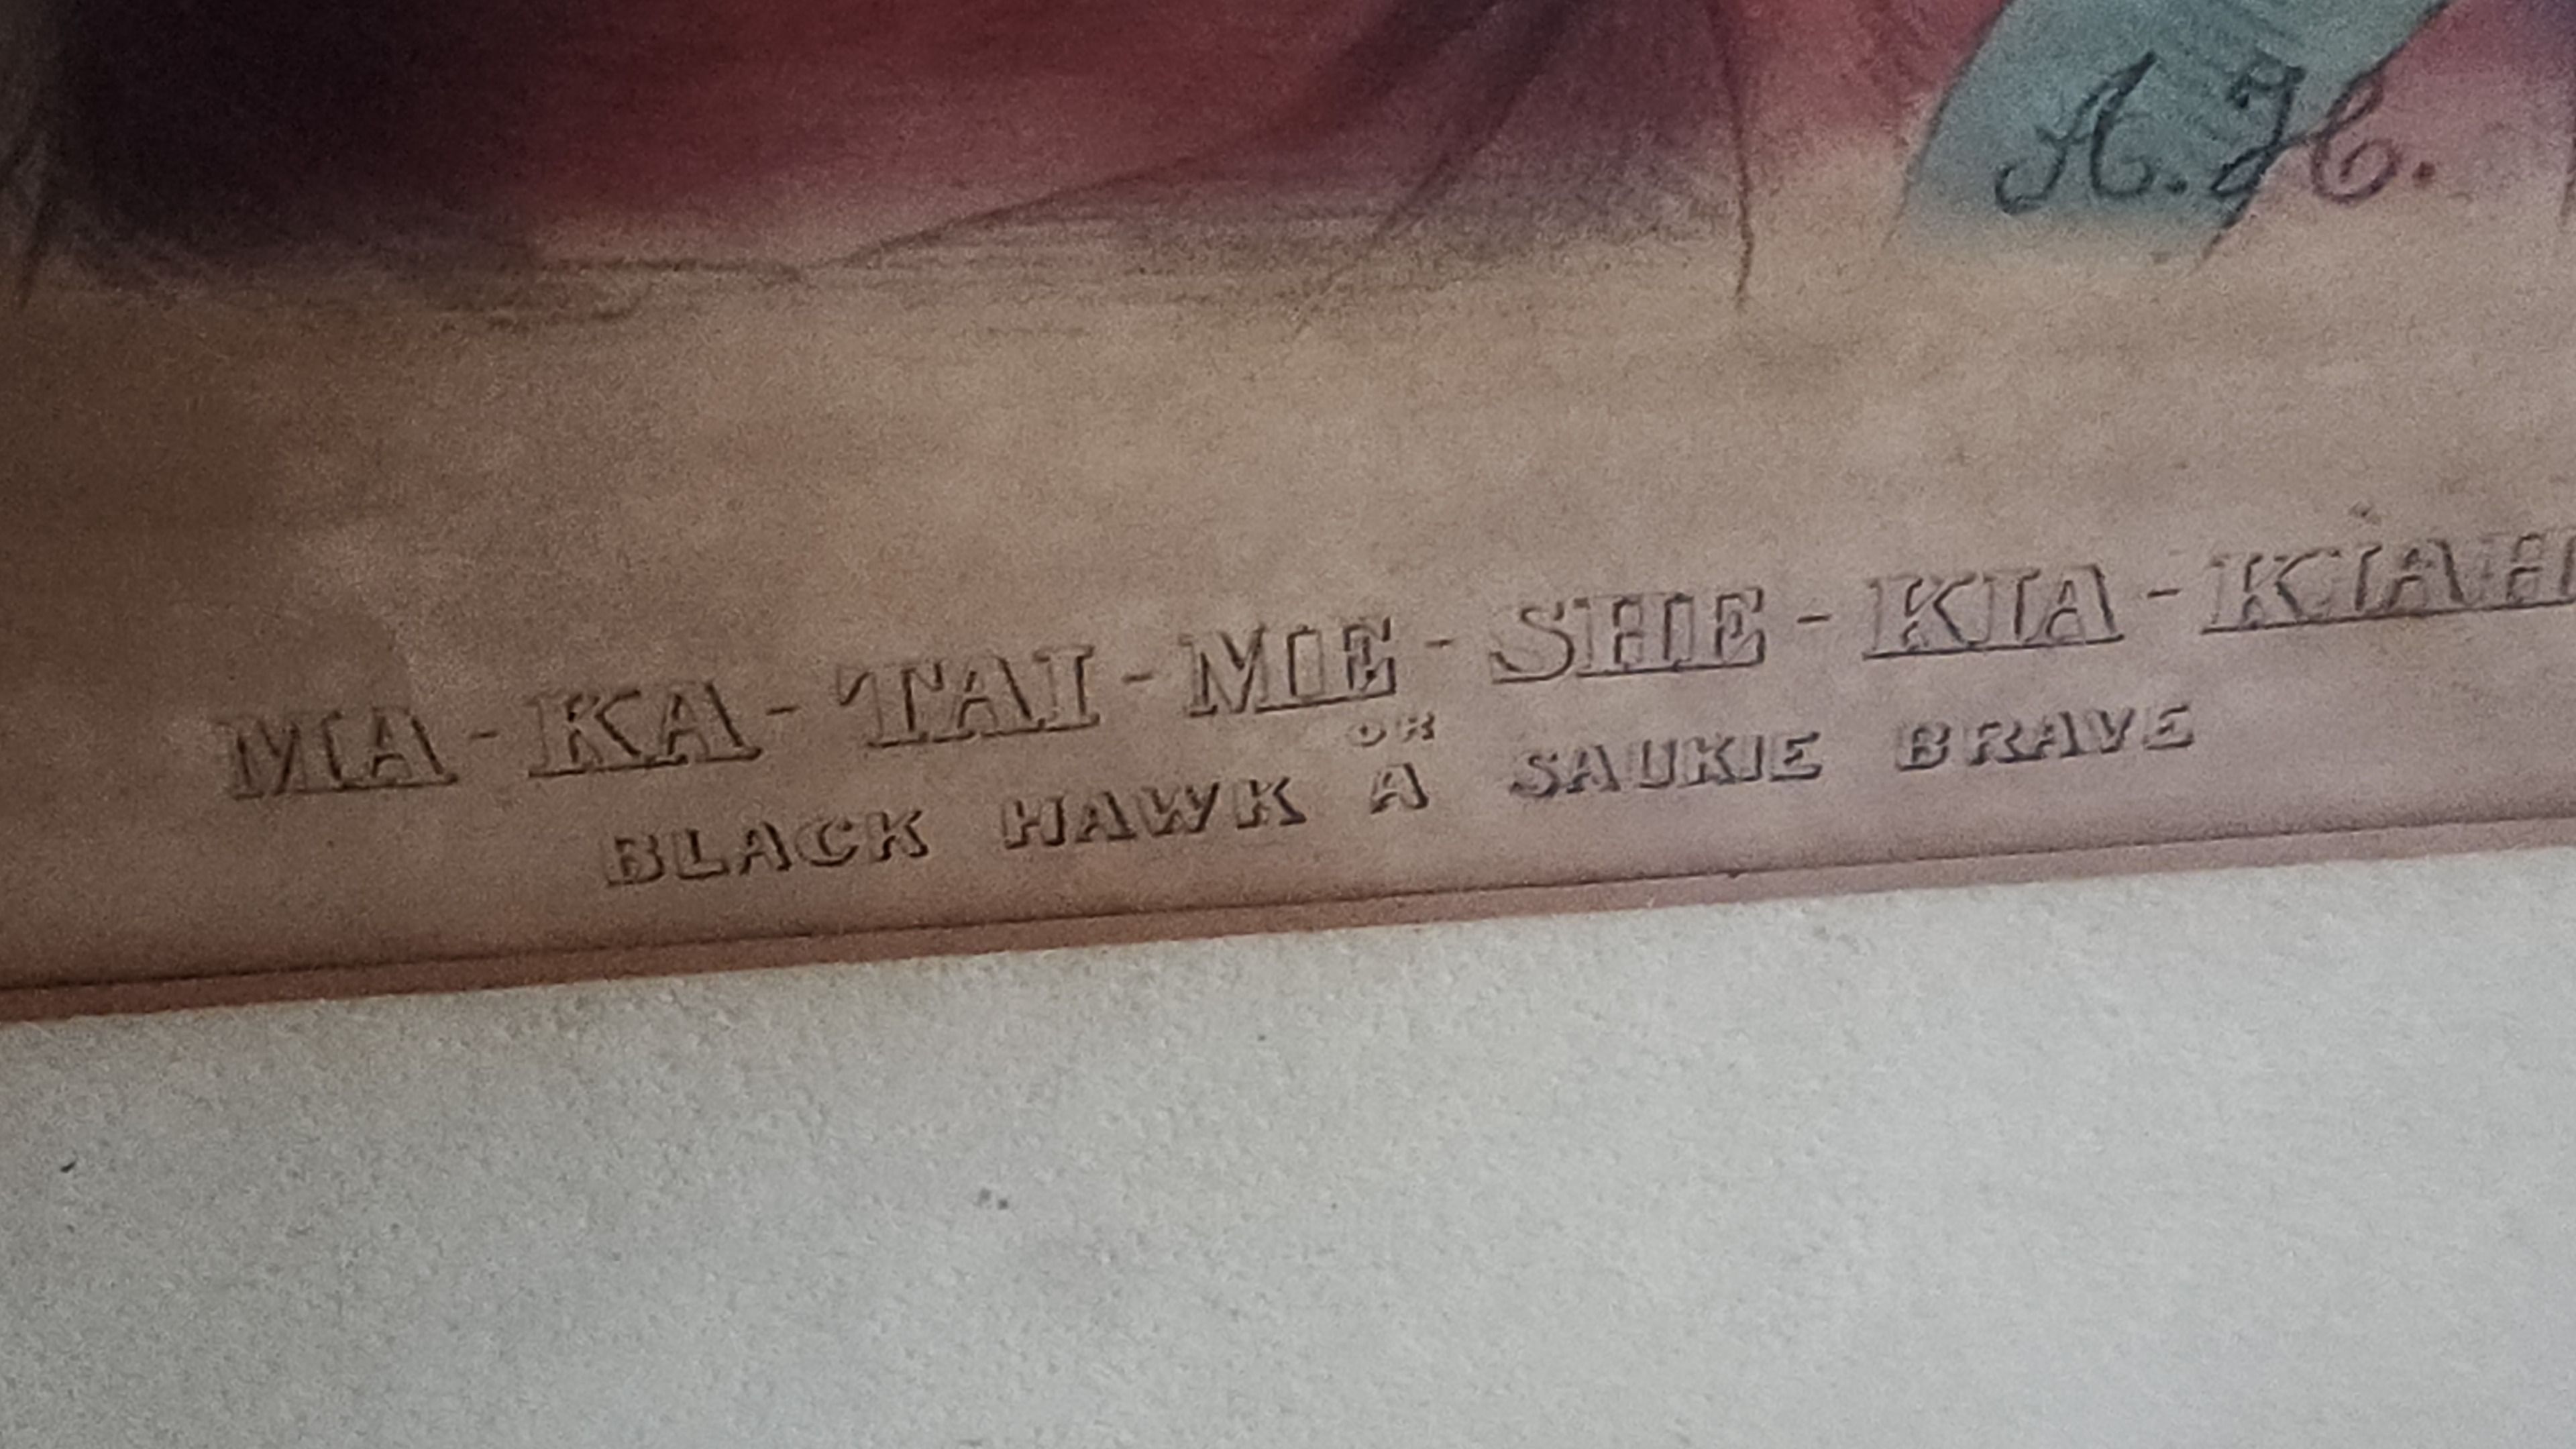 A. H.
MA-KA-TAI-ME-SHE-KIA-KIAH
OR
BLACK HAWK A SAUKIE BRAVE